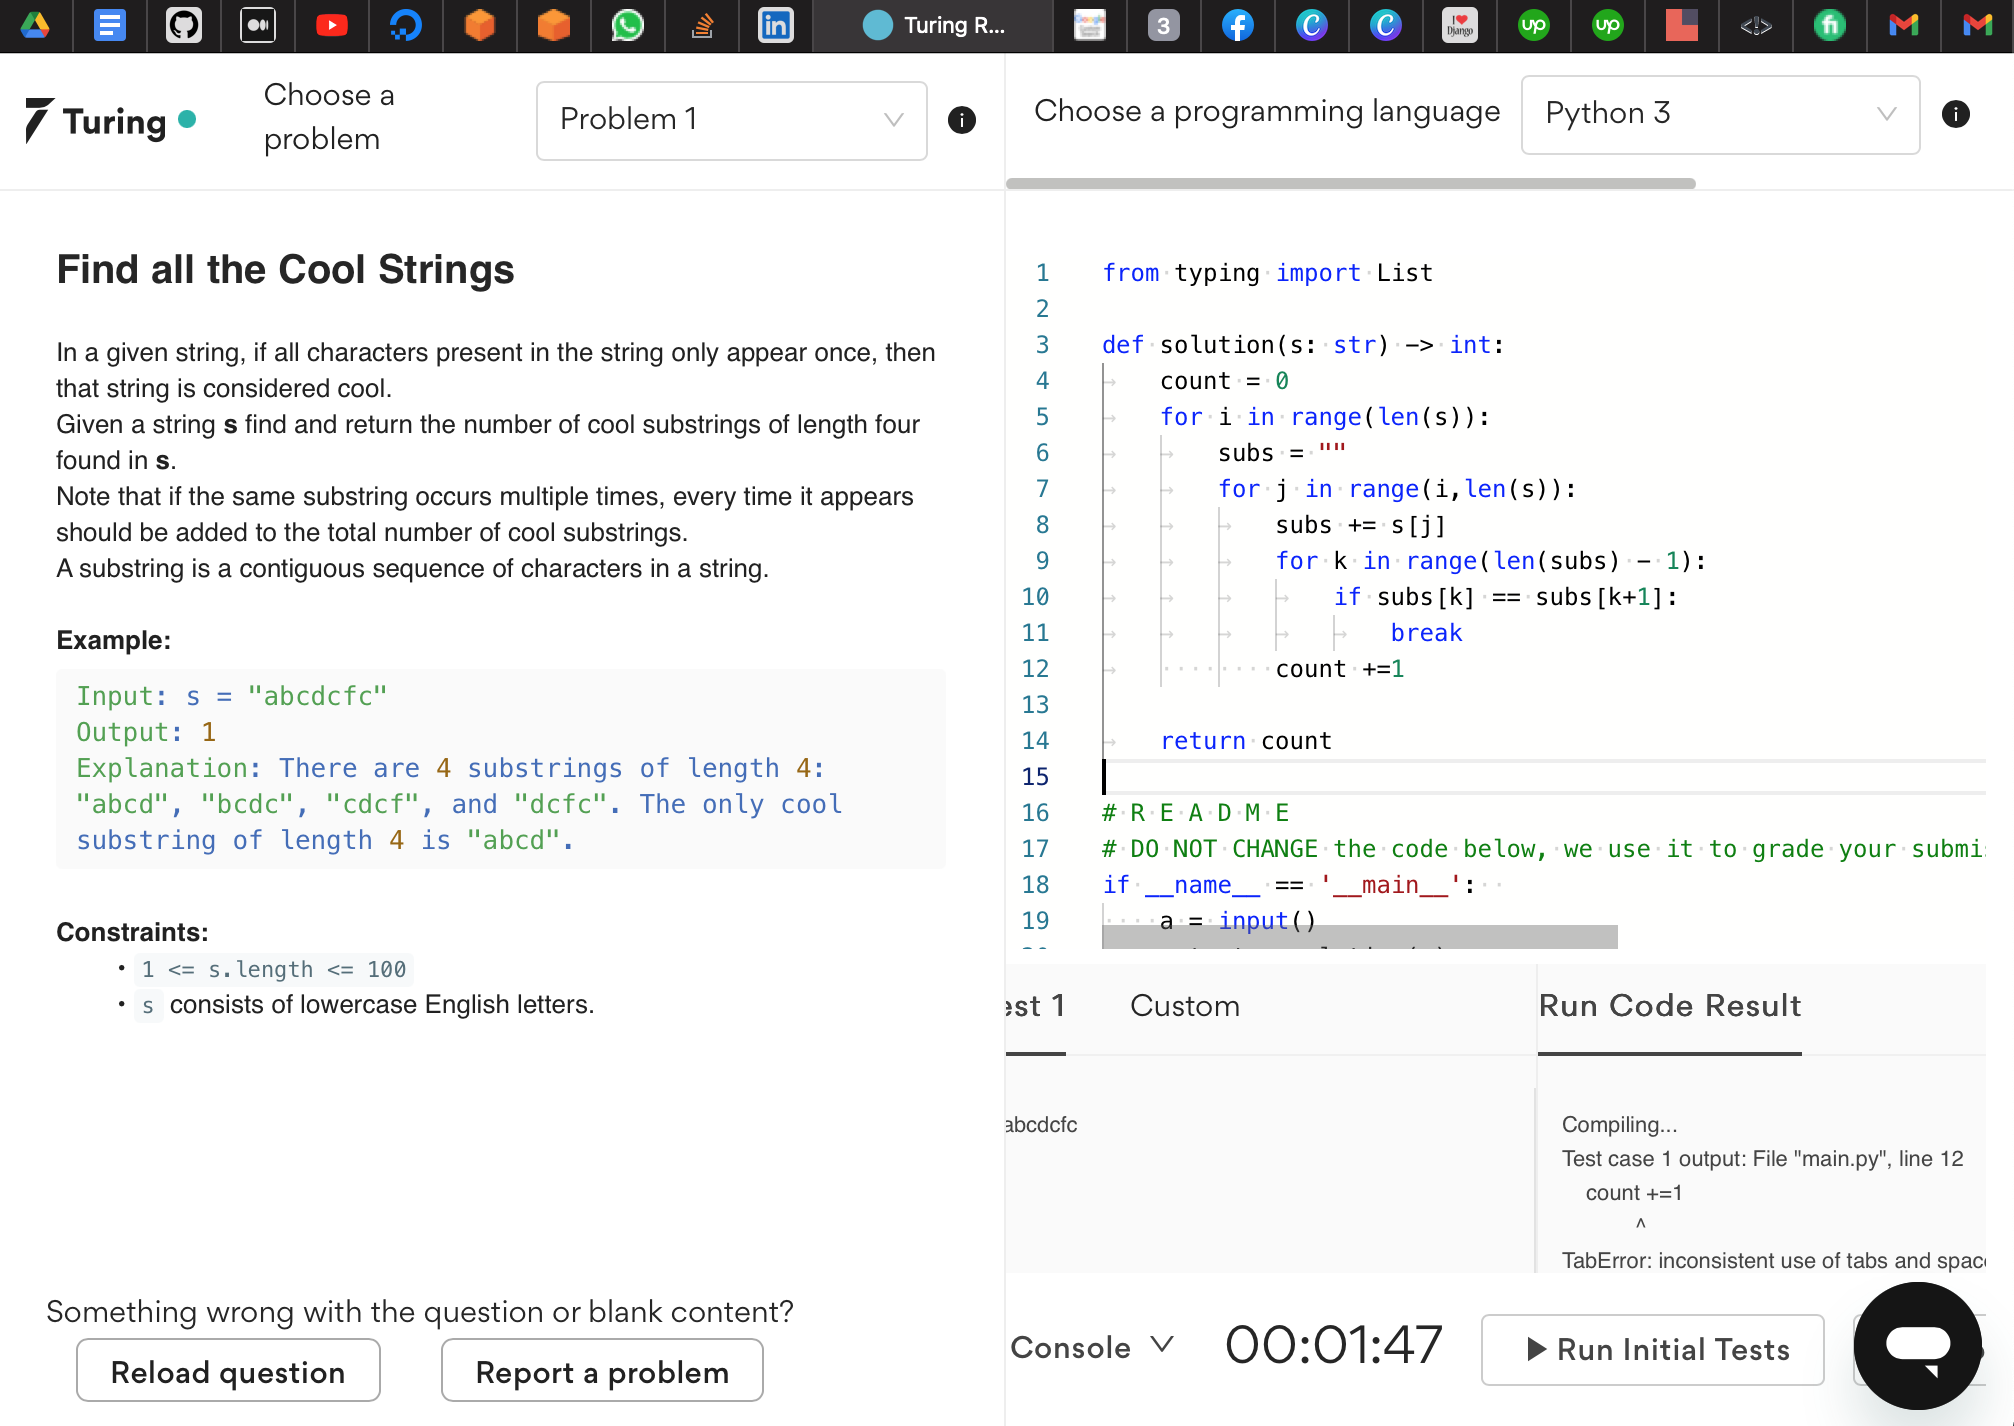 Turing R...
3
I ❤ Django
up
up
fi
Turing
Choose a problem
Problem 1
Choose a programming language
Python 3
Find all the Cool Strings
In a given string, if all characters present in the string only appear once, then
that string is considered cool.
Given a string s find and return the number of cool substrings of length four
found in s.
Note that if the same substring occurs multiple times, every time it appears
should be added to the total number of cool substrings.
A substring is a contiguous sequence of characters in a string.
Example:
Input: s = "abcdcfc"
Output: 1
Explanation: There are 4 substrings of length 4:
"abcd", "bcdc", "cdcf", and "dcfc". The only cool
substring of length 4 is "abcd".
Constraints:
• 1 <= s.length <= 100
• s consists of lowercase English letters.
Something wrong with the question or blank content?
Reload question
Report a problem
1 from typing import List
2
3 def solution(s: str) -> int:
4 count = 0
5 for i in range(len(s)):
6 subs = ""
7 for j in range(i,len(s)):
8 subs += s[j]
9 for k in range(len(subs) - 1):
10 if subs[k] == subs[k+1]:
11 break
12 count +=1
13
14 return count
15
16 # R E A D M E
17 # DO NOT CHANGE the code below, we use it to grade your submis
18 if __name__ == '__main__':
19 a = input()
est 1
Custom
Run Code Result
abcdcfc
Compiling...
Test case 1 output: File "main.py", line 12
count +=1
^
TabError: inconsistent use of tabs and spac
Console
00:01:47
Run Initial Tests